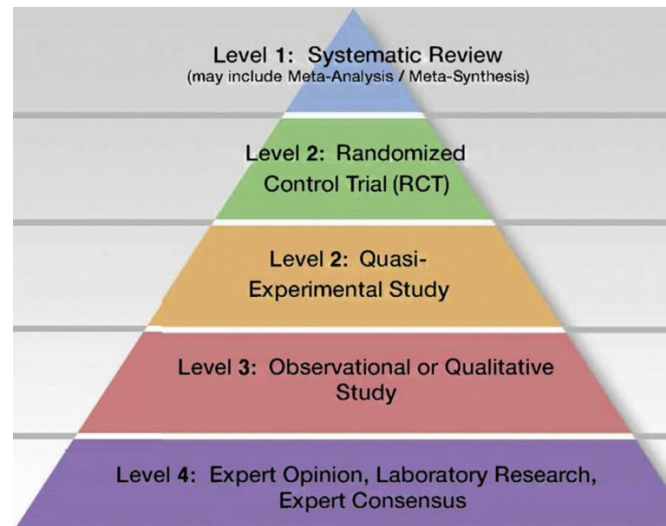 Level 1: Systematic Review
(may include Meta-Analysis / Meta-Synthesis)
Level 2: Randomized
Control Trial (RCT)
Level 2: Quasi-
Experimental Study
Level 3: Observational or Qualitative
Study
Level 4: Expert Opinion, Laboratory Research,
Expert Consensus